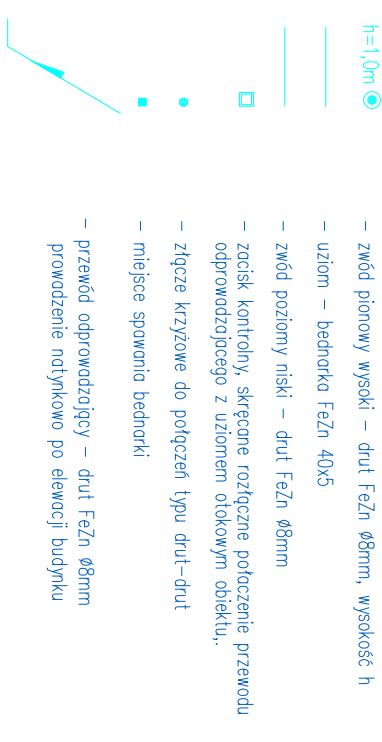 h=1,0m - zwód pionowy wysoki - drut FeZn Ø8mm, wysokość h
- uziom - bednarka FeZn 40x5
- zwód poziomy niski - drut FeZn Ø8mm
- zacisk kontrolny, skręcane rozłączne połaczenie przewodu
odprowadzajacego z uziomem otokowym obiektu,.
- złącze krzyżowe do połączeń typu drut-drut
- miejsce spawania bednarki
- przewód odprowadzający - drut FeZn Ø8mm
prowadzenie natynkowo po elewacji budynku